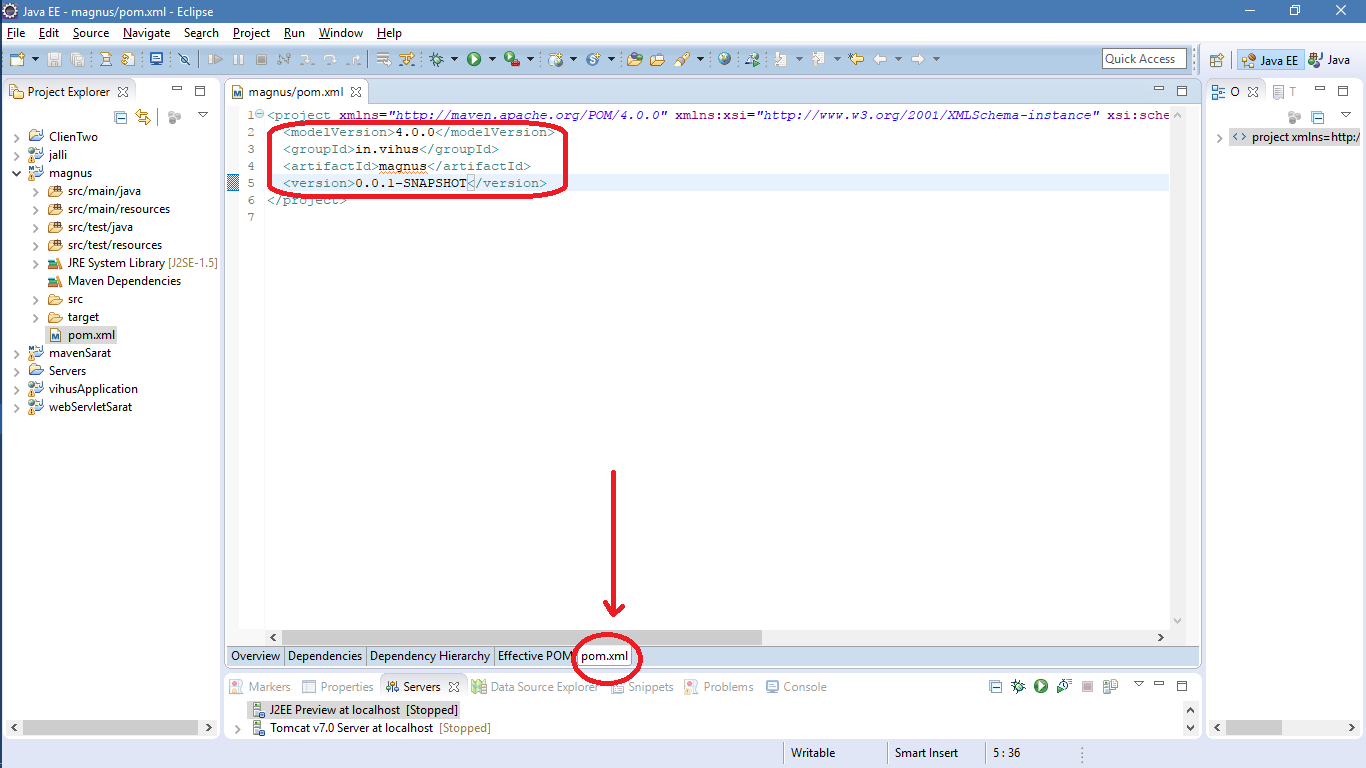 Java EE - magnus/pom.xml - Eclipse
File Edit Source Navigate Search Project Run Window Help
Quick Access
Java EE
Java
Project Explorer
ClienTwo
jalli
magnus
src/main/java
src/main/resources
src/test/java
src/test/resources
JRE System Library [J2SE-1.5]
Maven Dependencies
src
target
pom.xml
mavenSarat
Servers
vihusApplication
webServletSarat
magnus/pom.xml
1 <project xmlns="http://maven.apache.org/POM/4.0.0" xmlns:xsi="http://www.w3.org/2001/XMLSchema-instance" xsi:sche
2 <modelVersion>4.0.0</modelVersion>
3 <groupId>in.vihus</groupId>
4 <artifactId>magnus</artifactId>
5 <version>0.0.1-SNAPSHOT</version>
6 </project>
7
Overview Dependencies Dependency Hierarchy Effective POM pom.xml
O
T
project xmlns=http:/
Markers Properties Servers Data Source Explorer Snippets Problems Console
J2EE Preview at localhost [Stopped]
Tomcat v7.0 Server at localhost [Stopped]
Writable Smart Insert 5 : 36